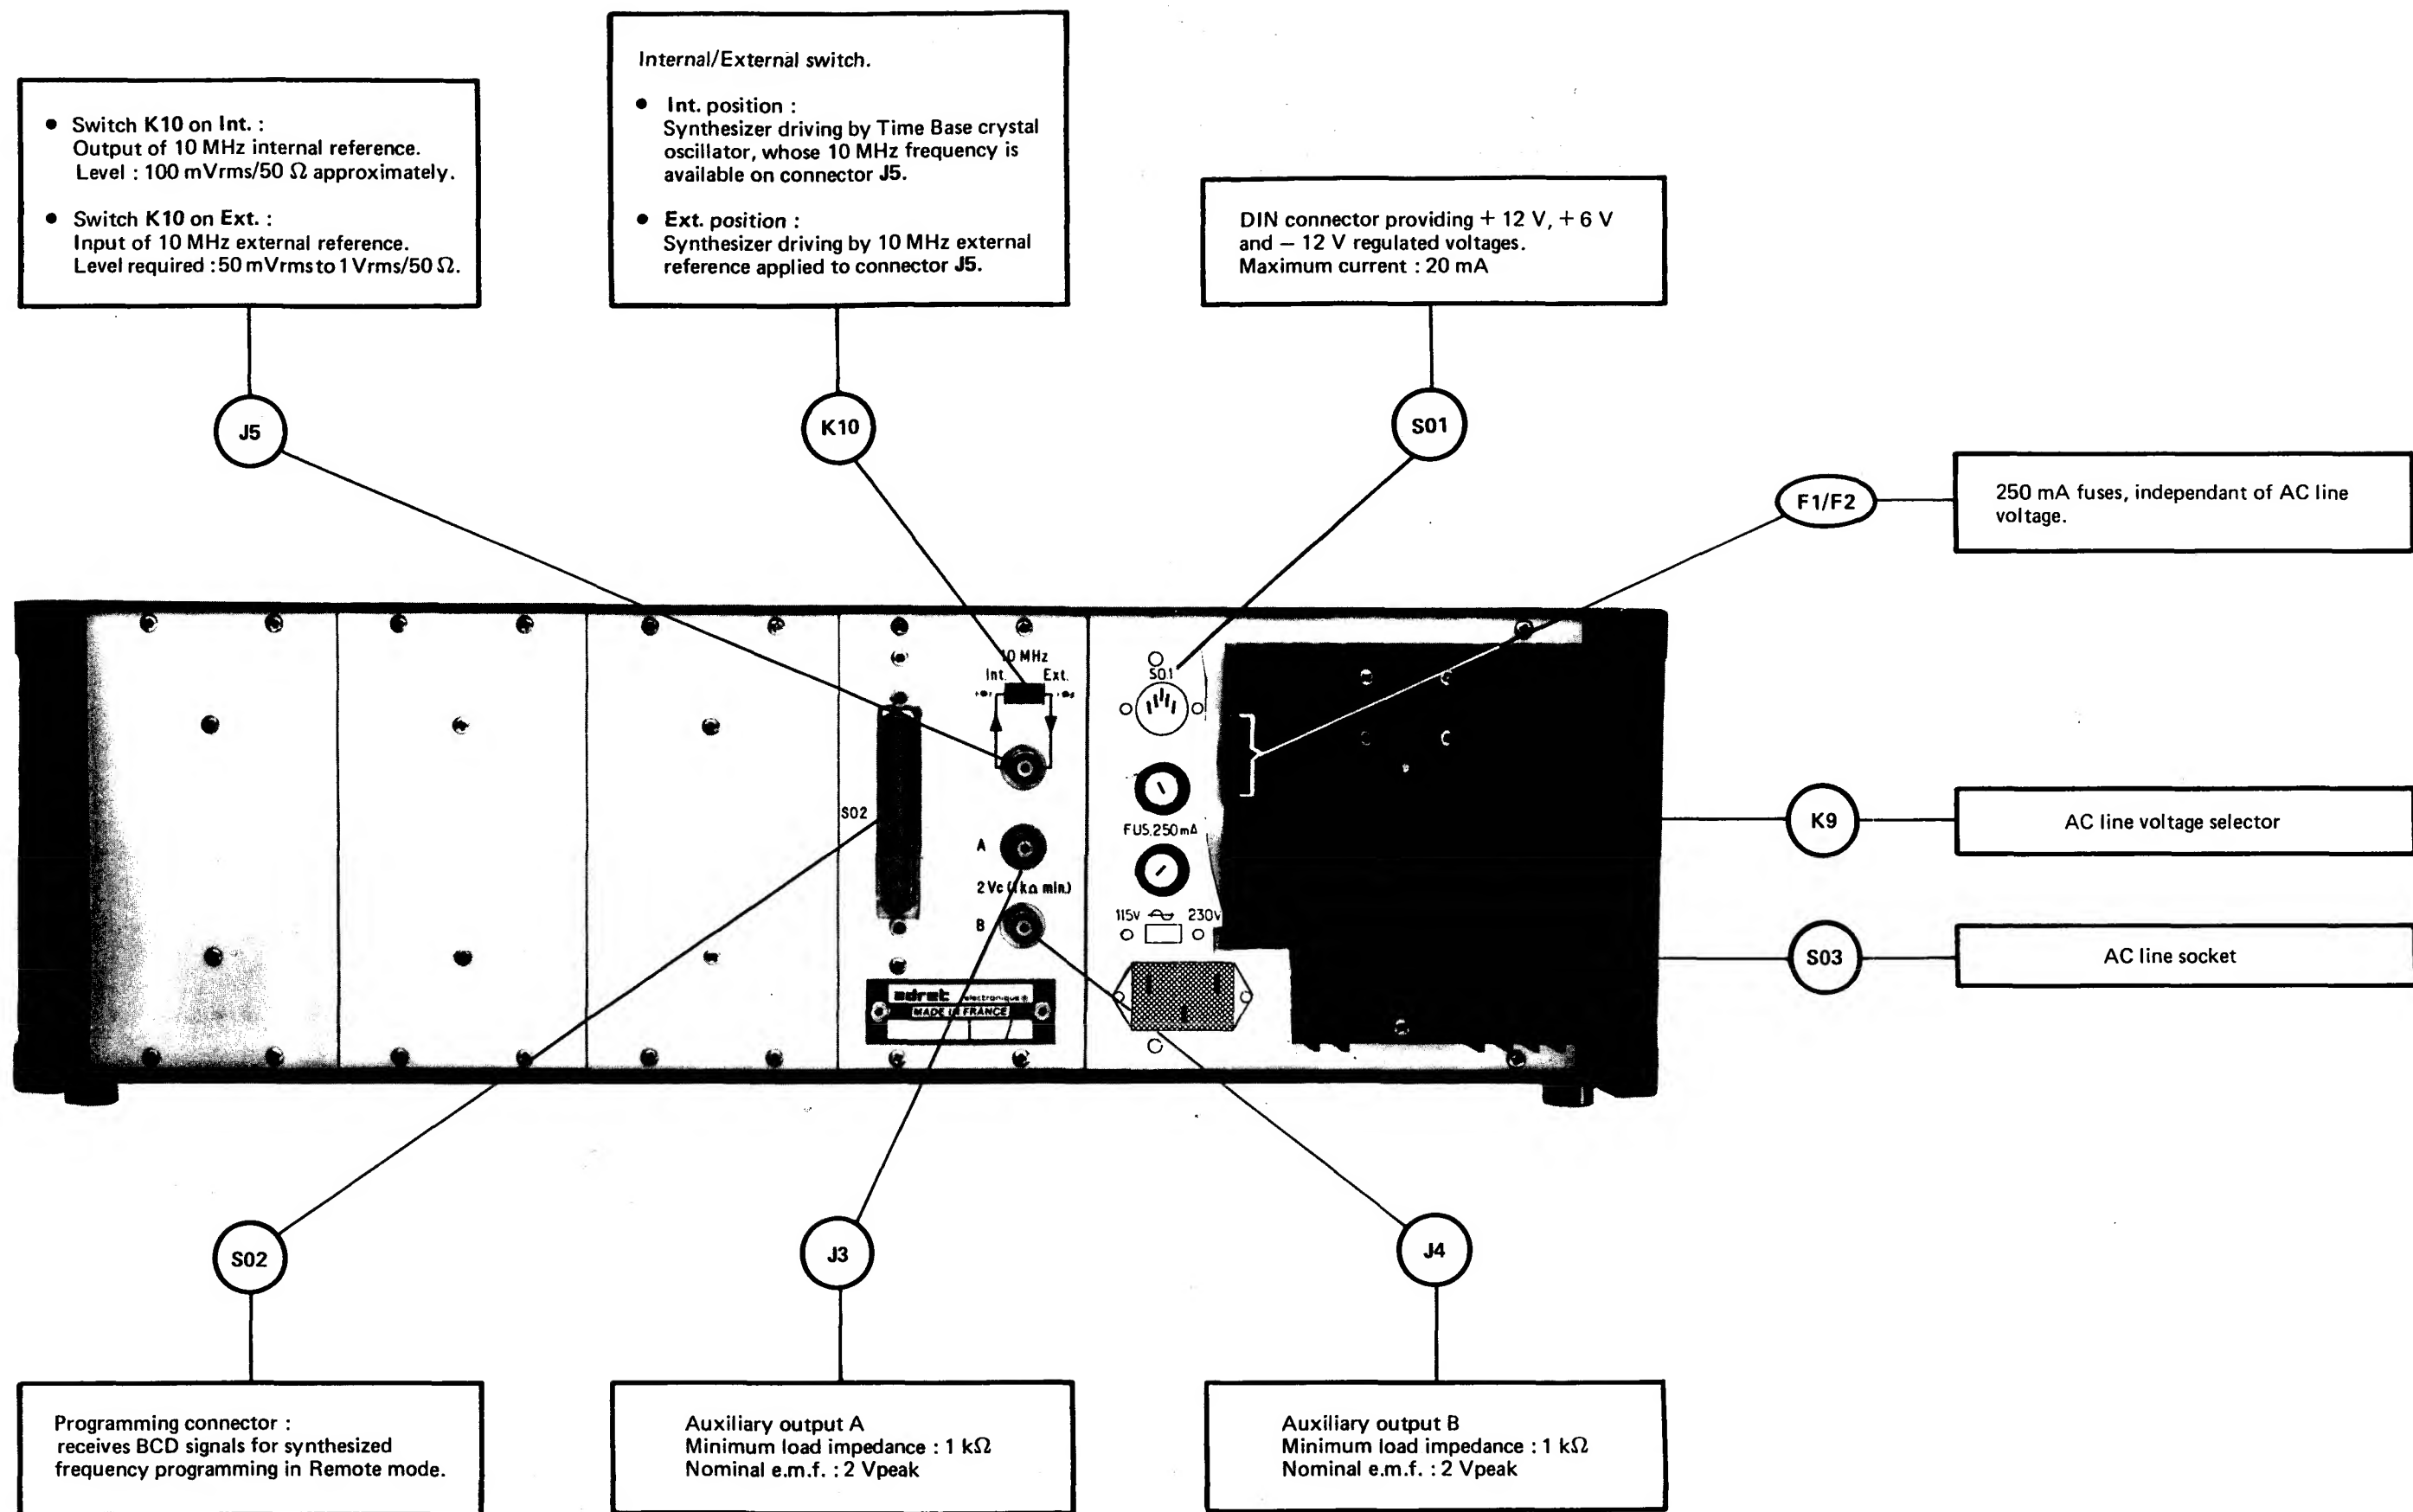 Internal/External switch.
• Int. position :
Synthesizer driving by Time Base crystal
oscillator, whose 10 MHz frequency is
available on connector J5.
• Ext. position :
Synthesizer driving by 10 MHz external
reference applied to connector J5.
• Switch K10 on Int. :
Output of 10 MHz internal reference.
Level : 100 mVrms/50 Ω approximately.
• Switch K10 on Ext. :
Input of 10 MHz external reference.
Level required : 50 mVrms to 1 Vrms/50 Ω.
DIN connector providing + 12 V, + 6 V
and – 12 V regulated voltages.
Maximum current : 20 mA
J5
K10
S01
F1/F2
250 mA fuses, independant of AC line
voltage.
10 MHz
Int. Ext.
S01
S02
FUS.250mA
A
2 Vc (1kΩ min.)
B
115v 230v
adret electronique
MADE IN FRANCE
K9
AC line voltage selector
S03
AC line socket
S02
J3
J4
Programming connector :
receives BCD signals for synthesized
frequency programming in Remote mode.
Auxiliary output A
Minimum load impedance : 1 kΩ
Nominal e.m.f. : 2 Vpeak
Auxiliary output B
Minimum load impedance : 1 kΩ
Nominal e.m.f. : 2 Vpeak